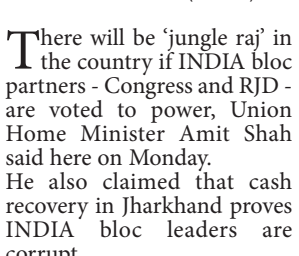 There will be 'jungle raj' in
the country if INDIA bloc
partners - Congress and RJD -
are voted to power, Union
Home Minister Amit Shah
said here on Monday.
He also claimed that cash
recovery in Jharkhand proves
INDIA bloc leaders are
corrupt